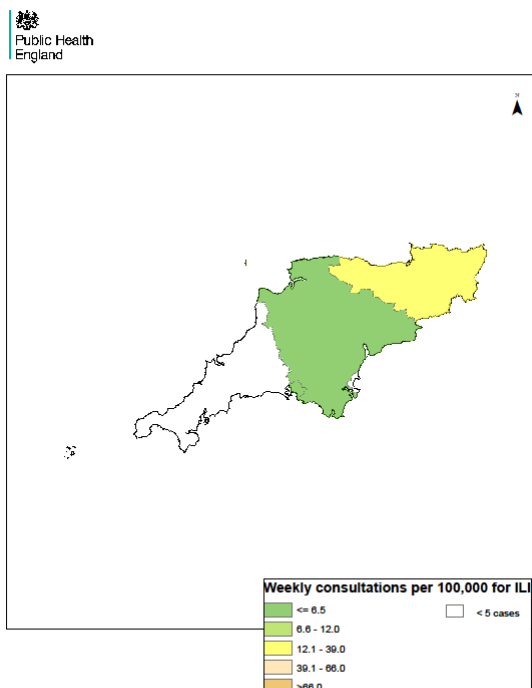 Public Health
England
N
Weekly consultations per 100,000 for ILI
<= 6.5
< 5 cases
6.6 - 12.0
12.1 - 39.0
39.1 - 66.0
>66.0